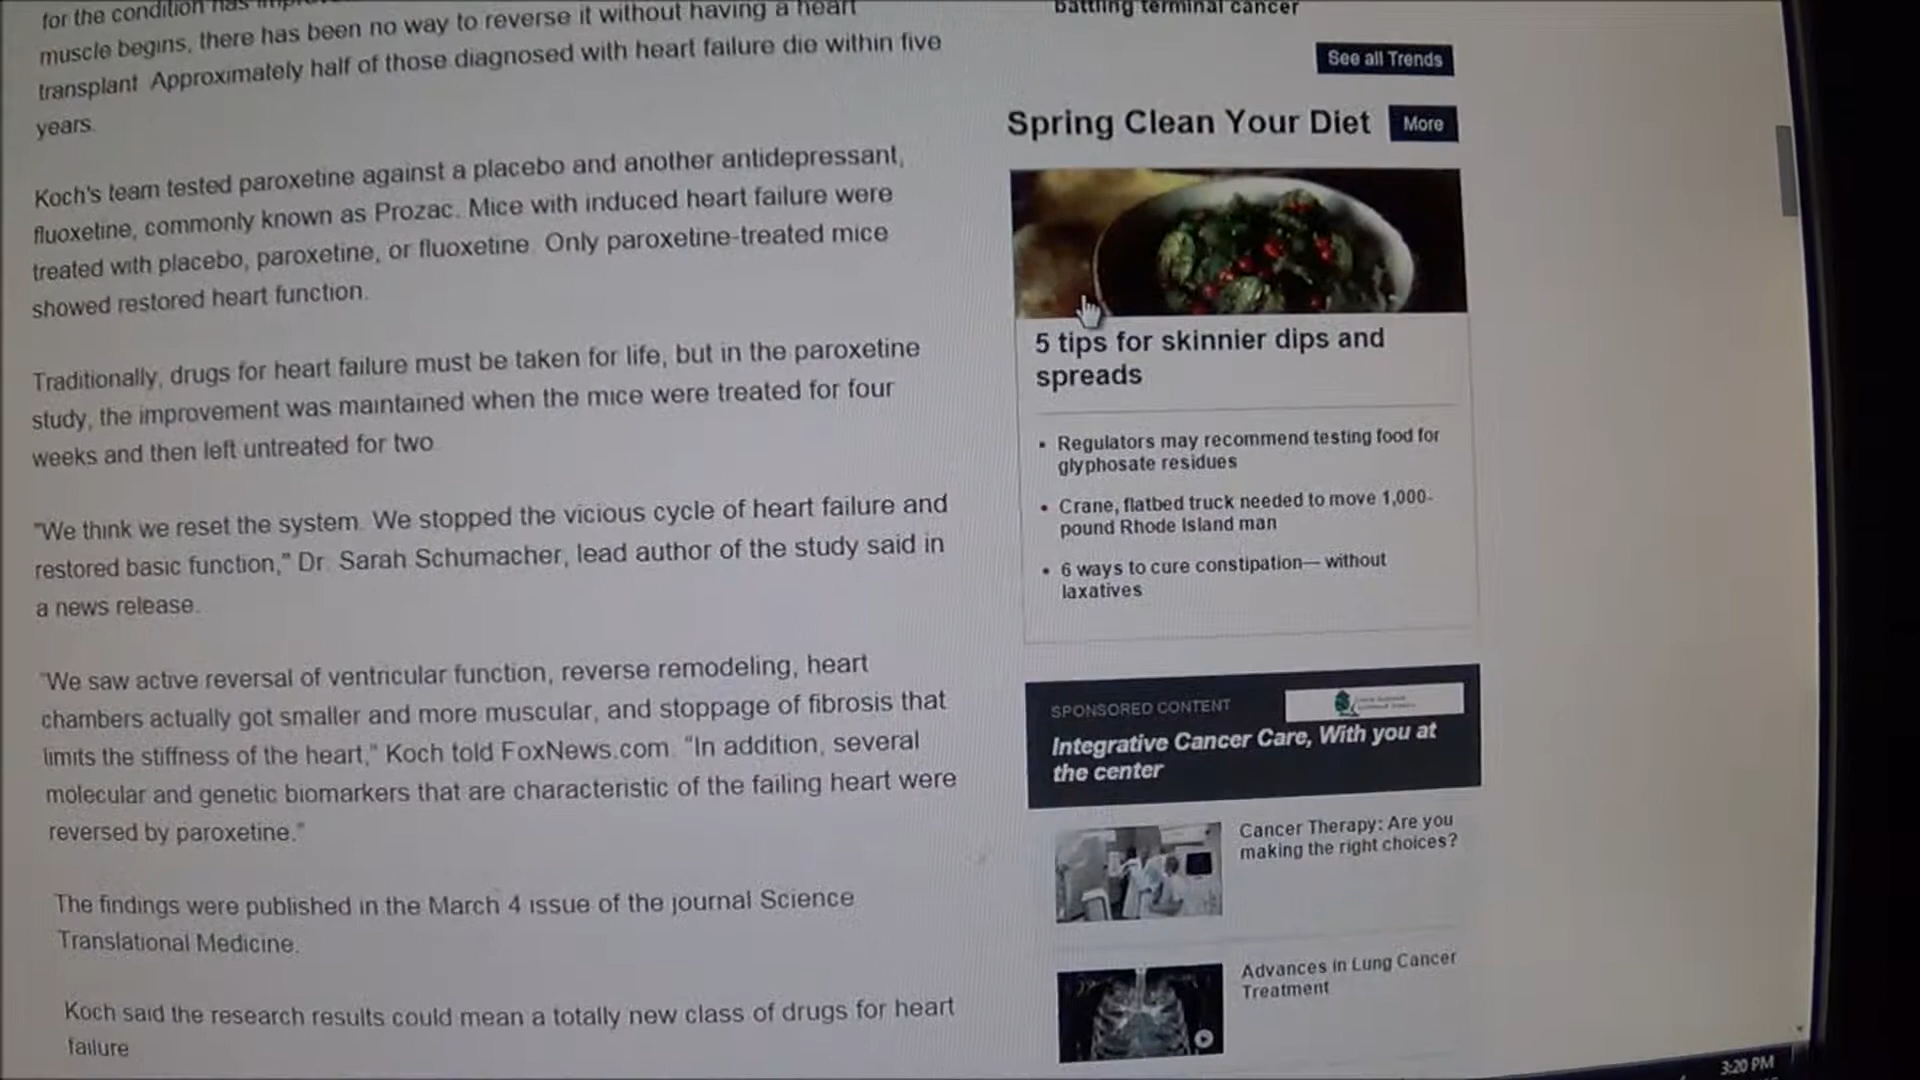 for the condition has
muscle begins, there has been no way to reverse it without having a heart
transplant Approximately half of those diagnosed with heart failure die within five
years.
Koch's team tested paroxetine against a placebo and another antidepressant,
fluoxetine, commonly known as Prozac. Mice with induced heart failure were
treated with placebo, paroxetine, or fluoxetine. Only paroxetine-treated mice
showed restored heart function.
Traditionally, drugs for heart failure must be taken for life, but in the paroxetine
study, the improvement was maintained when the mice were treated for four
weeks and then left untreated for two
"We think we reset the system. We stopped the vicious cycle of heart failure and
restored basic function," Dr. Sarah Schumacher, lead author of the study said in
a news release.
"We saw active reversal of ventricular function, reverse remodeling, heart
chambers actually got smaller and more muscular, and stoppage of fibrosis that
limits the stiffness of the heart," Koch told FoxNews.com. "In addition, several
molecular and genetic biomarkers that are characteristic of the failing heart were
reversed by paroxetine."
The findings were published in the March 4 issue of the journal Science
Translational Medicine.
Koch said the research results could mean a totally new class of drugs for heart
failure
battling terminal cancer
See all Trends
Spring Clean Your Diet
More
5 tips for skinnier dips and
spreads
• Regulators may recommend testing food for
glyphosate residues
• Crane, flatbed truck needed to move 1,000-
pound Rhode Island man
• 6 ways to cure constipation— without
laxatives
SPONSORED CONTENT
Integrative Cancer Care, With you at
the center
Cancer Therapy: Are you
making the right choices?
Advances in Lung Cancer
Treatment
3:20 PM